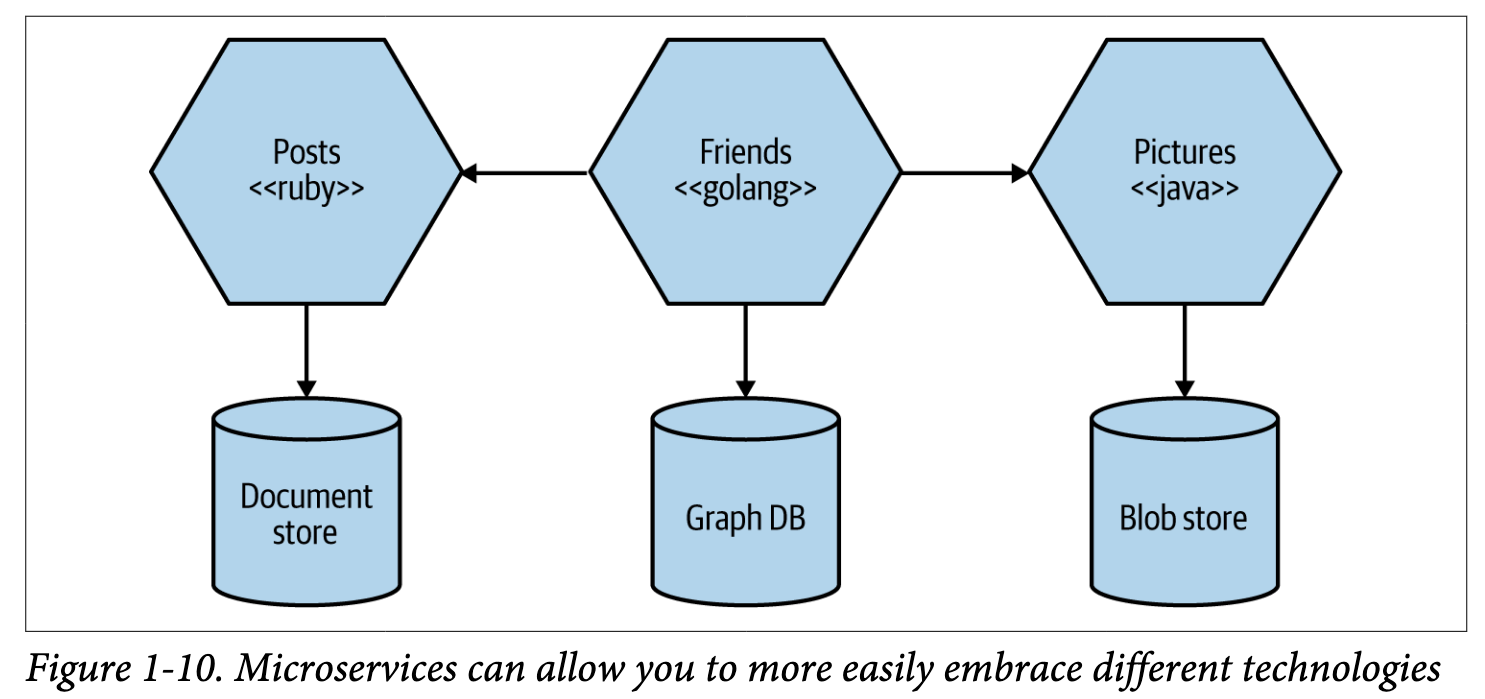 Posts
<<ruby>>
Friends
<<golang>>
Pictures
<<java>>
Document
store
Graph DB
Blob store
Figure 1-10. Microservices can allow you to more easily embrace different technologies